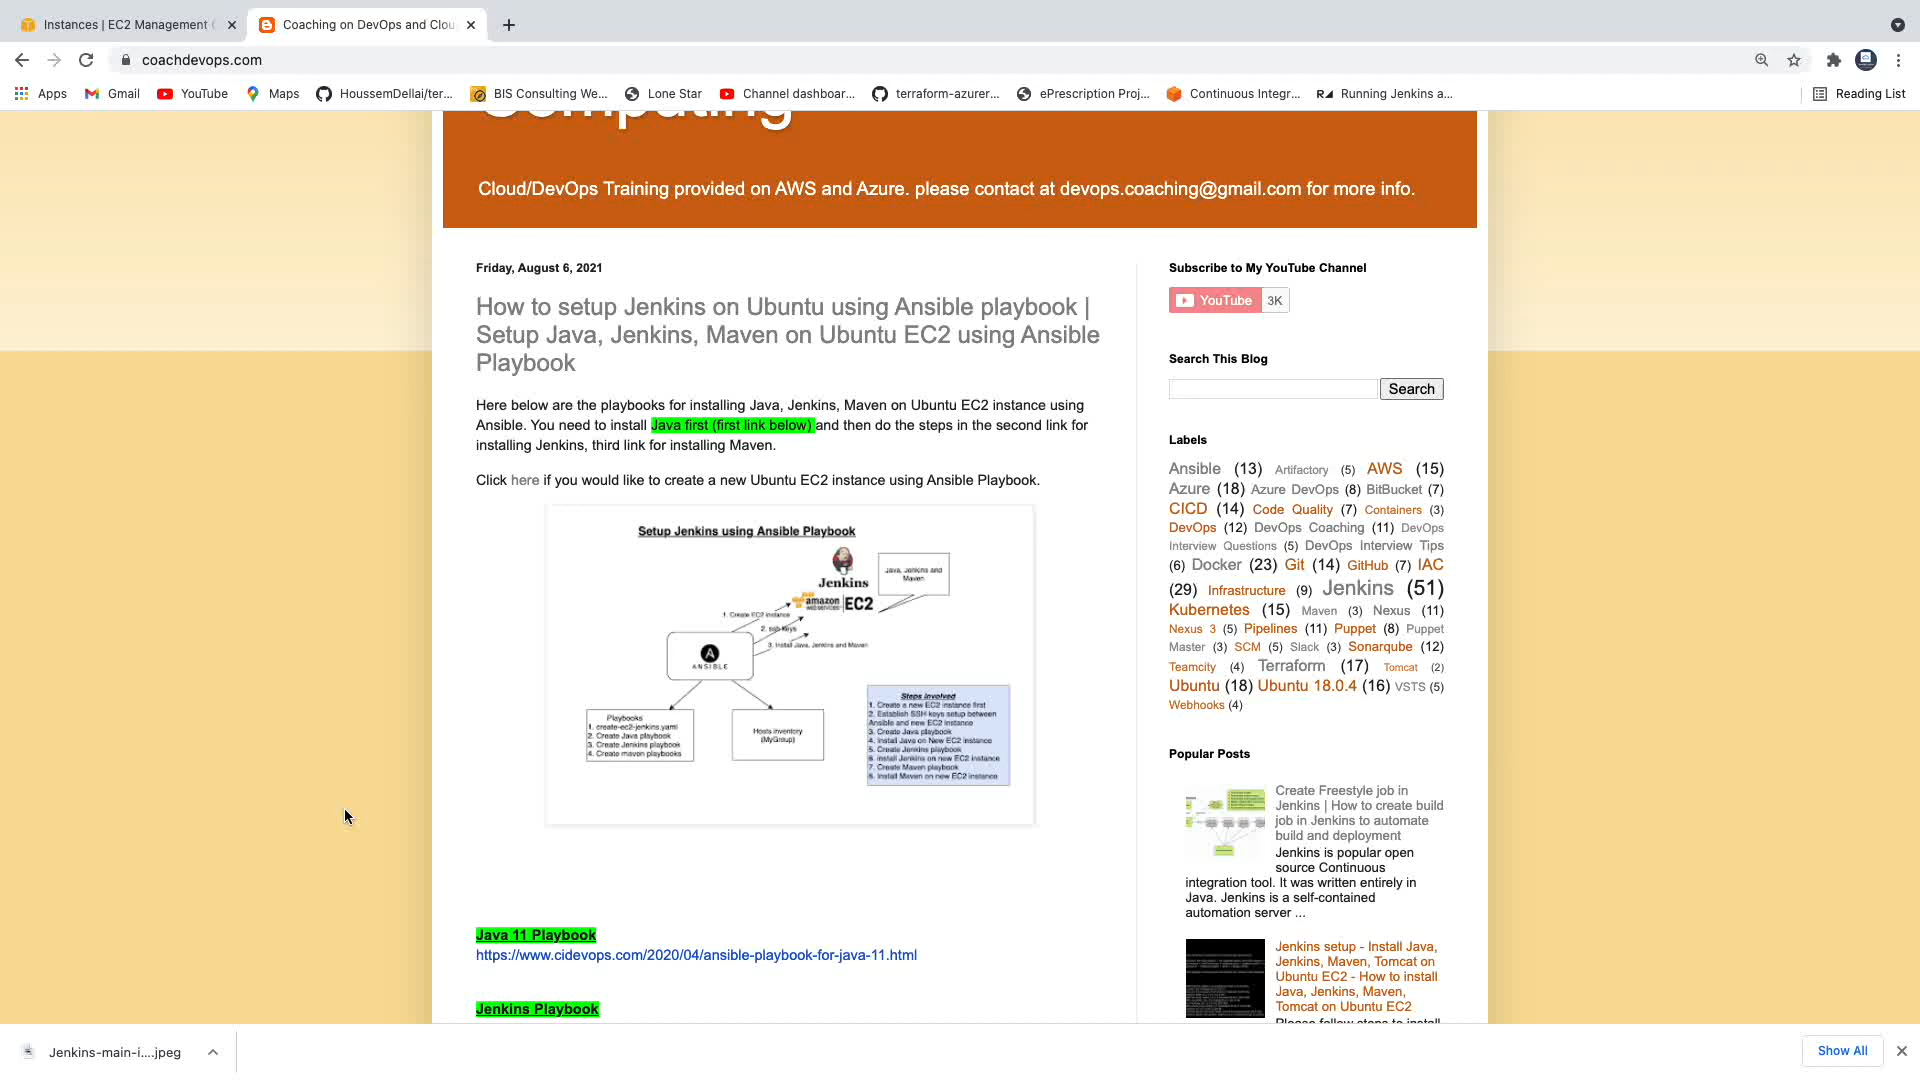 Instances | EC2 Management (
Coaching on DevOps and Clou
coachdevops.com
Apps
Gmail
YouTube
Maps
HoussemDellai/ter...
BIS Consulting We...
Lone Star
Channel dashboar...
terraform-azurer...
ePrescription Proj...
Continuous Integr...
Running Jenkins a...
Reading List
Computing
Cloud/DevOps Training provided on AWS and Azure. please contact at devops.coaching@gmail.com for more info.
Friday, August 6, 2021
How to setup Jenkins on Ubuntu using Ansible playbook |
Setup Java, Jenkins, Maven on Ubuntu EC2 using Ansible
Playbook
Here below are the playbooks for installing Java, Jenkins, Maven on Ubuntu EC2 instance using
Ansible. You need to install Java first (first link below) and then do the steps in the second link for
installing Jenkins, third link for installing Maven.
Click here if you would like to create a new Ubuntu EC2 instance using Ansible Playbook.
Setup Jenkins using Ansible Playbook
Jenkins
Java, Jenkins and
Maven
amazon
webservices
EC2
1. Create EC2 instance
2. ssh keys
3. Install Java, Jenkins and Maven
A
ANSIBLE
Playbooks
1. create-ec2-jenkins.yaml
2. Create Java playbook
3. Create Jenkins playbook
4. Create maven playbooks
Hosts inventory
(MyGroup)
Steps involved
1. Create a new EC2 instance first
2. Establish SSH keys setup between
Ansible and new EC2 instance
3. Create Java playbook
4. Install Java on New EC2 instance
5. Create Jenkins playbook
6. install Jenkins on new EC2 instance
7. Create Maven playbook
8. Install Maven on new EC2 instance
Java 11 Playbook
https://www.cidevops.com/2020/04/ansible-playbook-for-java-11.html
Jenkins Playbook
Subscribe to My YouTube Channel
YouTube 3K
Search This Blog
Search
Labels
Ansible (13) Artifactory (5) AWS (15)
Azure (18) Azure DevOps (8) BitBucket (7)
CICD (14) Code Quality (7) Containers (3)
DevOps (12) DevOps Coaching (11) DevOps
Interview Questions (5) DevOps Interview Tips
(6) Docker (23) Git (14) GitHub (7) IAC
(29) Infrastructure (9) Jenkins (51)
Kubernetes (15) Maven (3) Nexus (11)
Nexus 3 (5) Pipelines (11) Puppet (8) Puppet
Master (3) SCM (5) Slack (3) Sonarqube (12)
Teamcity (4) Terraform (17) Tomcat (2)
Ubuntu (18) Ubuntu 18.0.4 (16) VSTS (5)
Webhooks (4)
Popular Posts
Create Freestyle job in
Jenkins | How to create build
job in Jenkins to automate
build and deployment
Jenkins is popular open
source Continuous
integration tool. It was written entirely in
Java. Jenkins is a self-contained
automation server ...
Jenkins setup - Install Java,
Jenkins, Maven, Tomcat on
Ubuntu EC2 - How to install
Java, Jenkins, Maven,
Tomcat on Ubuntu EC2
Please follow steps to install
Jenkins-main-i....jpeg
Show All